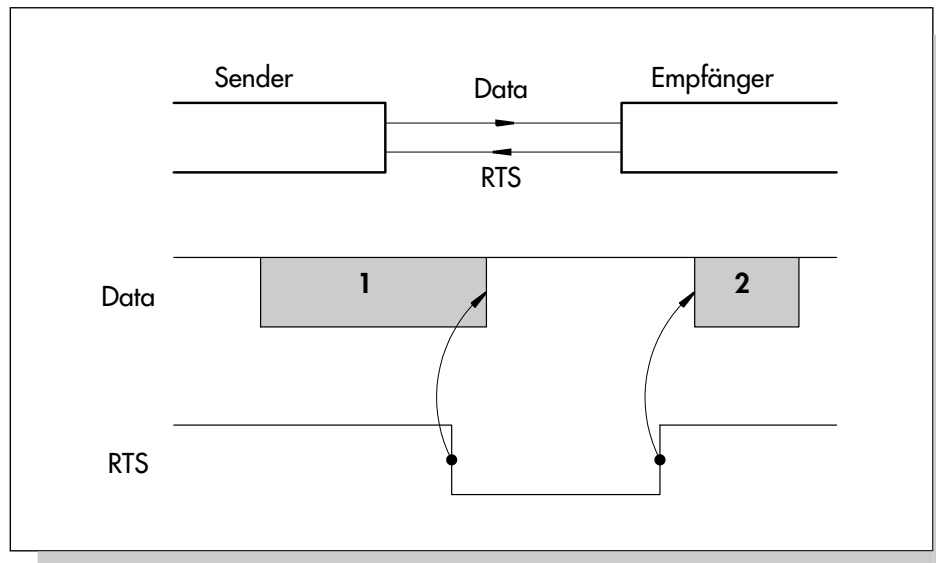 Sender
Data
Empfänger
RTS
Data
1
2
RTS